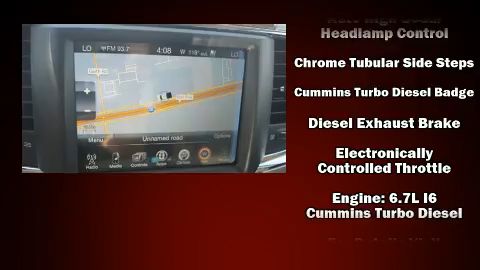 LO
FM 93.7
4:08
LO
Menu
Unnamed road
Options
Radio
Media
Controls
Apps
Headlamp Control
Chrome Tubular Side Steps
Cummins Turbo Diesel Badge
Diesel Exhaust Brake
Electronically
Controlled Throttle
Engine: 6.7L I6
Cummins Turbo Diesel